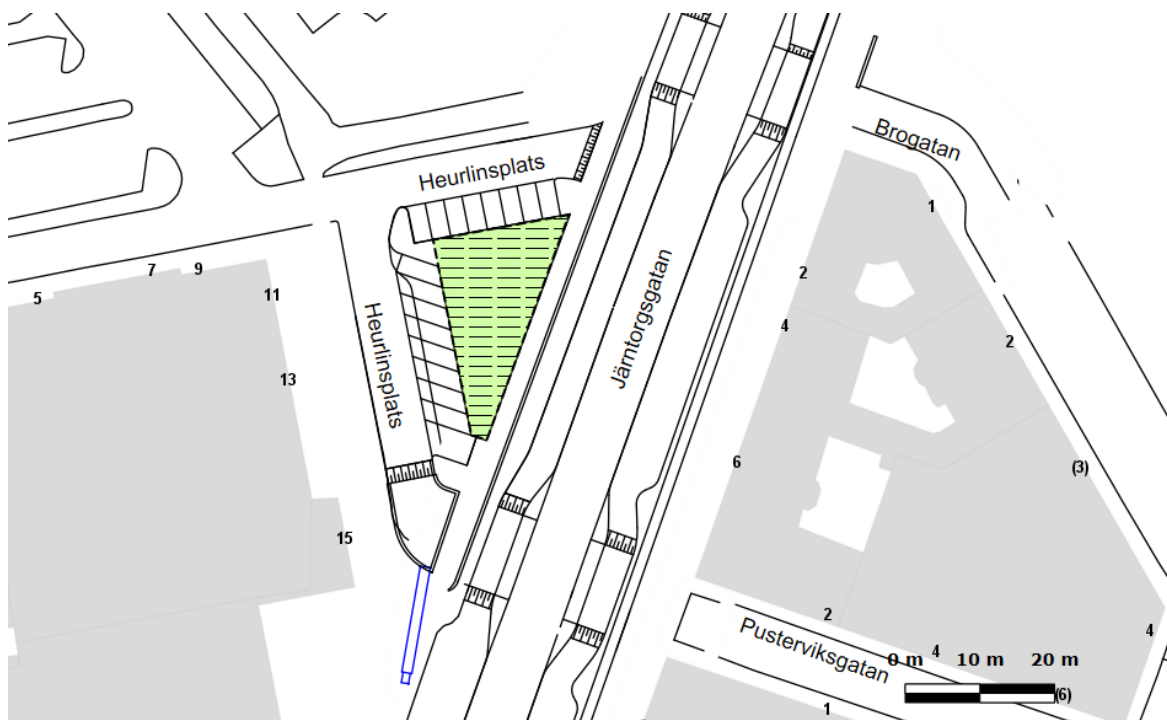 Brogatan
Heurlinsplats
1
7
9
2
5
11
Heurlinsplats
Järntorgsgatan
4
2
13
6
(3)
15
2
Pusterviksgatan
4
4
0 m 10 m 20 m
(6)
1